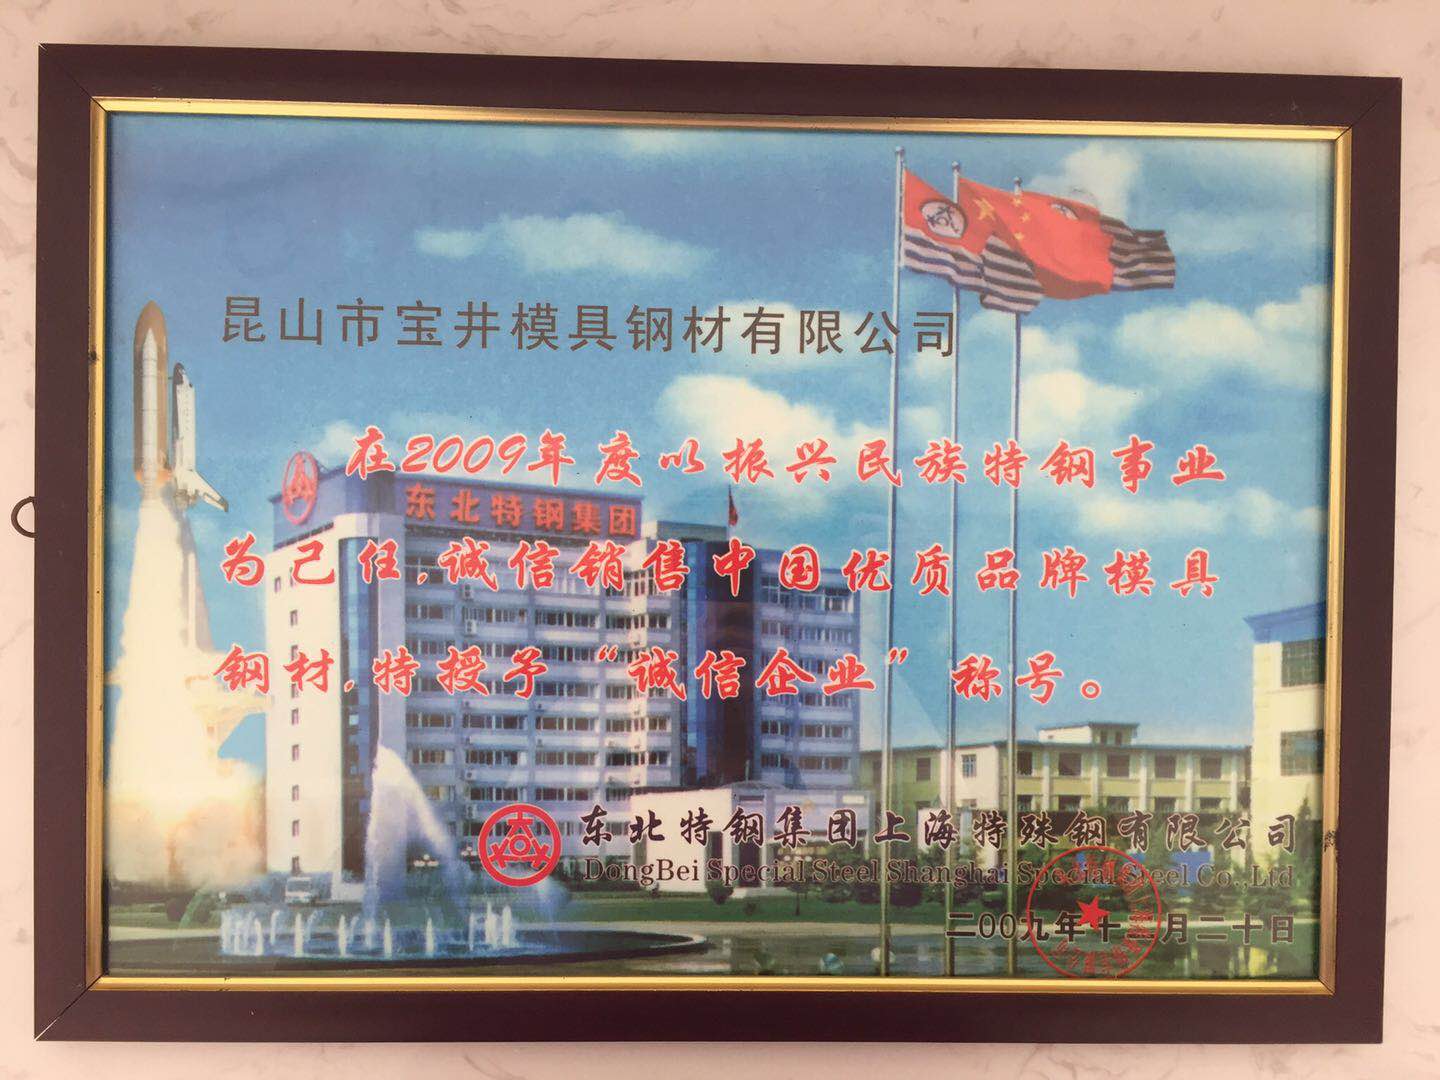 昆山市宝井模具钢材有限公司
在2009年度以振兴民族特钢事业
东北特钢集团
为己任,诚信销售中国优质品牌模具
钢材,特授予“诚信企业”称号。
东北特钢集团上海特殊钢有限公司
DongBei Special Steel Shanghai Special Steel Co.,Ltd
二00九年十二月二十日